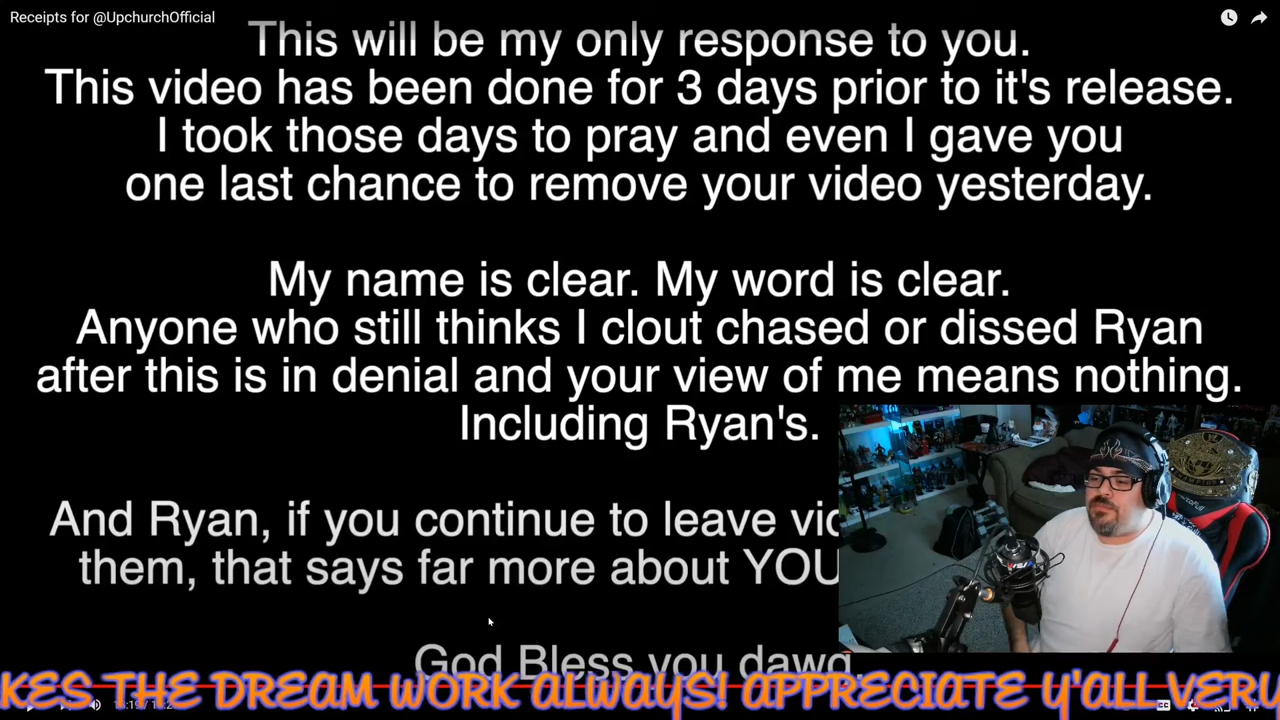 Receipts for @UpchurchOfficial
This will be my only response to you.
This video has been done for 3 days prior to it's release.
I took those days to pray and even I gave you
one last chance to remove your video yesterday.
My name is clear. My word is clear.
Anyone who still thinks I clout chased or dissed Ryan
after this is in denial and your view of me means nothing.
Including Ryan's.
And Ryan, if you continue to leave
them, that says far more about YOU
God Bless you dawg.
KES THE DREAM WORK ALWAYS! APPRECIATE Y'ALL VERY